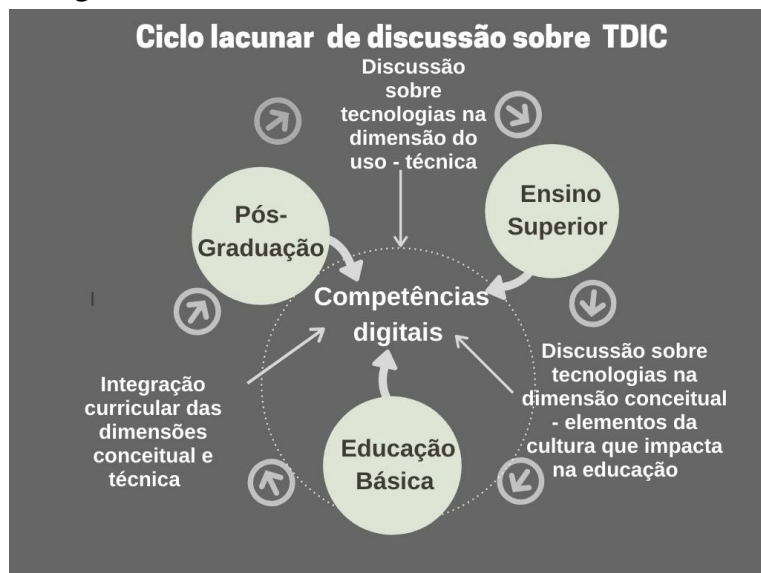 Ciclo lacunar de discussão sobre TDIC
Discussão
sobre
tecnologias na
dimensão do
uso - técnica
Ensino
Superior
Pós-
Graduação
Competências
digitais
Discussão sobre
tecnologias na
dimensão conceitual
- elementos da
cultura que impacta
na educação
Integração
curricular das
dimensões
conceitual e
técnica
Educação
Básica